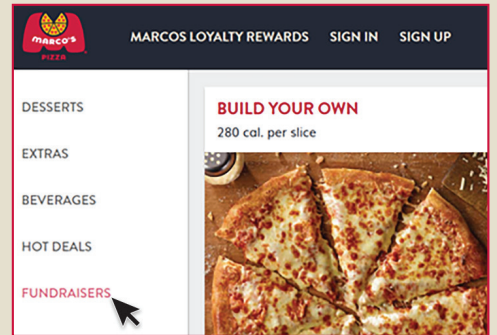 MARCO'S
PIZZA
MARCOS LOYALTY REWARDS SIGN IN SIGN UP
DESSERTS
EXTRAS
BEVERAGES
HOT DEALS
FUNDRAISERS
BUILD YOUR OWN
280 cal. per slice